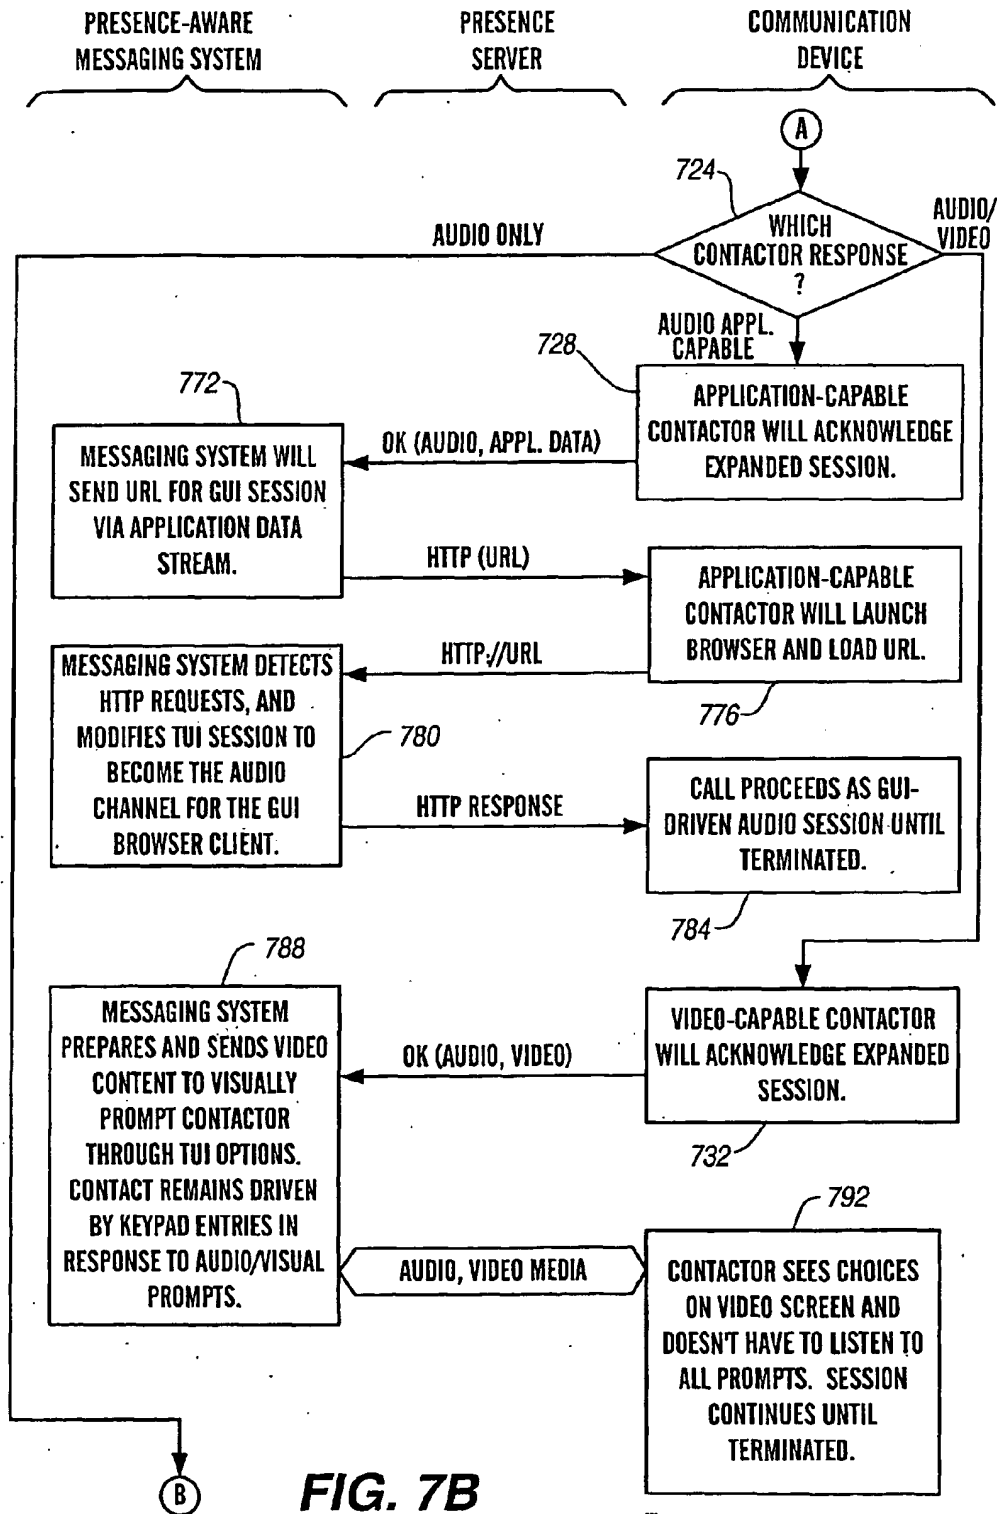 PRESENCE-AWARE
MESSAGING SYSTEM
PRESENCE
SERVER
COMMUNICATION
DEVICE
A
724
WHICH
CONTACTOR RESPONSE
?
AUDIO ONLY
AUDIO/
VIDEO
AUDIO APPL.
CAPABLE
728
APPLICATION-CAPABLE
CONTACTOR WILL ACKNOWLEDGE
EXPANDED SESSION.
OK (AUDIO, APPL. DATA)
772
MESSAGING SYSTEM WILL
SEND URL FOR GUI SESSION
VIA APPLICATION DATA
STREAM.
HTTP (URL)
APPLICATION-CAPABLE
CONTACTOR WILL LAUNCH
BROWSER AND LOAD URL.
776
HTTP://URL
MESSAGING SYSTEM DETECTS
HTTP REQUESTS, AND
MODIFIES TUI SESSION TO
BECOME THE AUDIO
CHANNEL FOR THE GUI
BROWSER CLIENT.
780
HTTP RESPONSE
CALL PROCEEDS AS GUI-
DRIVEN AUDIO SESSION UNTIL
TERMINATED.
784
788
MESSAGING SYSTEM
PREPARES AND SENDS VIDEO
CONTENT TO VISUALLY
PROMPT CONTACTOR
THROUGH TUI OPTIONS.
CONTACT REMAINS DRIVEN
BY KEYPAD ENTRIES IN
RESPONSE TO AUDIO/VISUAL
PROMPTS.
OK (AUDIO, VIDEO)
VIDEO-CAPABLE CONTACTOR
WILL ACKNOWLEDGE EXPANDED
SESSION.
732
AUDIO, VIDEO MEDIA
792
CONTACTOR SEES CHOICES
ON VIDEO SCREEN AND
DOESN'T HAVE TO LISTEN TO
ALL PROMPTS. SESSION
CONTINUES UNTIL
TERMINATED.
B
FIG. 7B